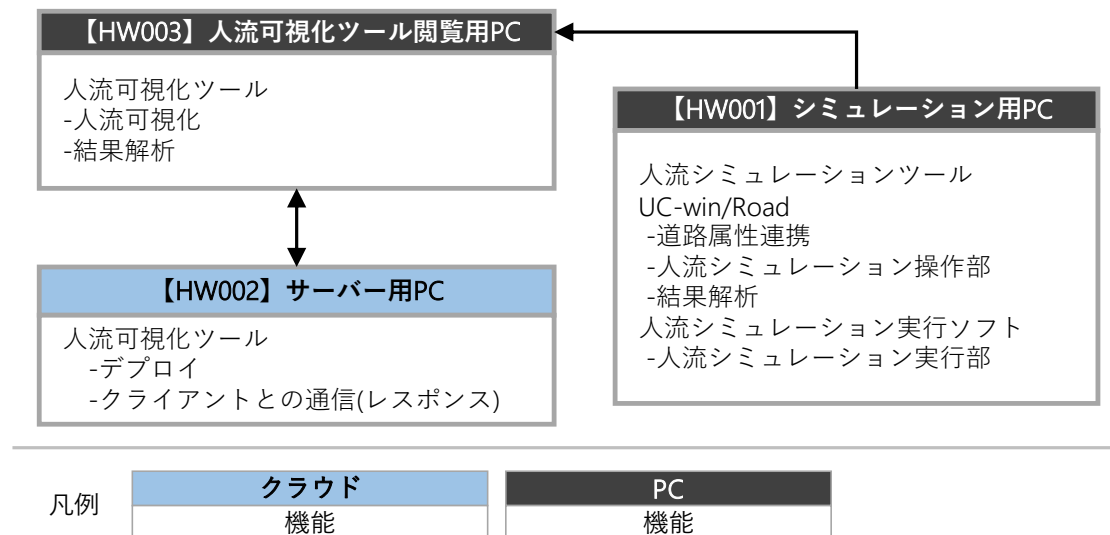 【HW003】人流可視化ツール閲覧用PC
人流可視化ツール
-人流可視化
-結果解析
【HW001】シミュレーション用PC
人流シミュレーションツール
UC-win/Road
-道路属性連携
-人流シミュレーション操作部
-結果解析
人流シミュレーション実行ソフト
-人流シミュレーション実行部
【HW002】サーバー用PC
人流可視化ツール
-デプロイ
-クライアントとの通信(レスポンス)
凡例
クラウド
機能
PC
機能